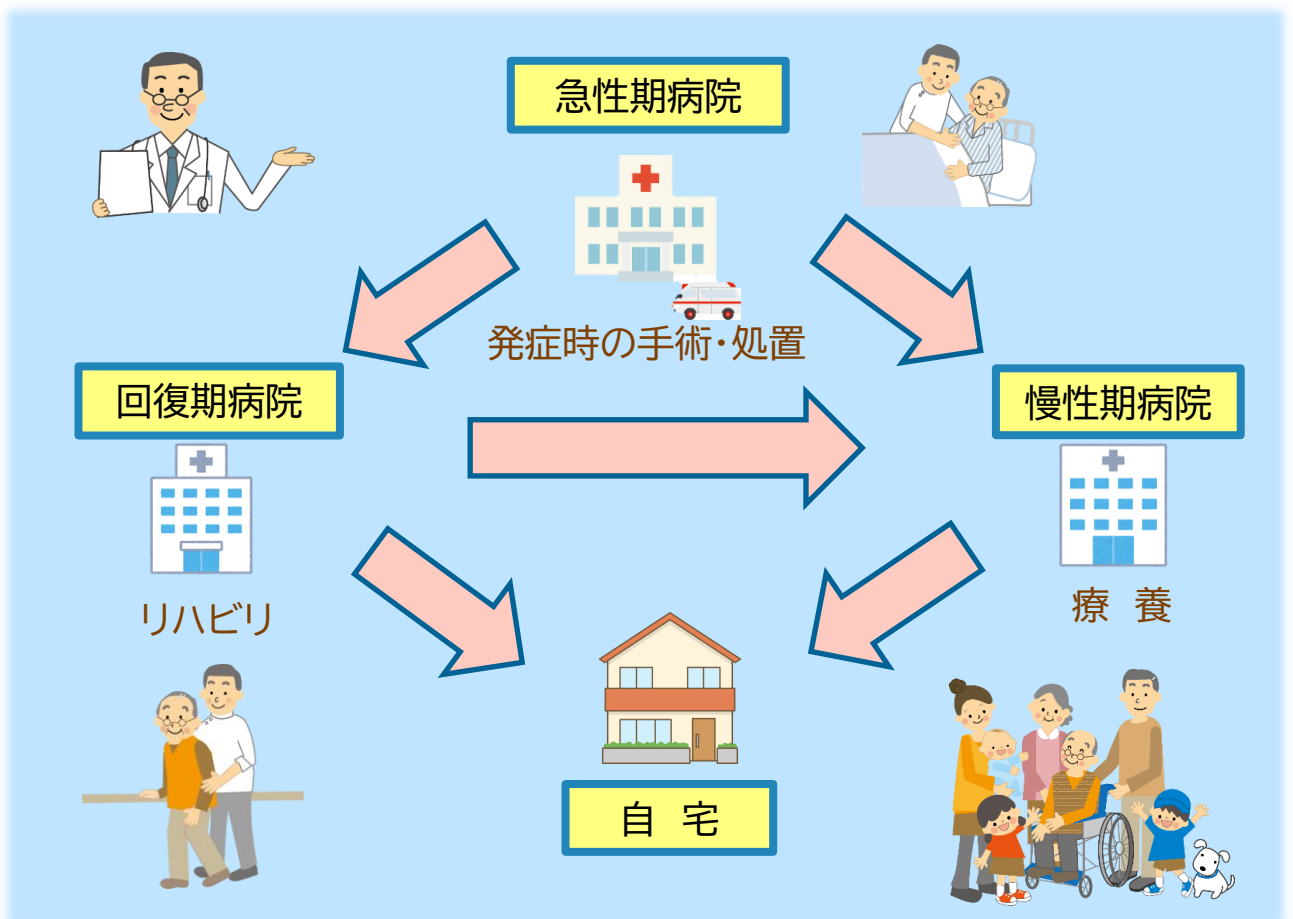 急性期病院
発症時の手術・処置
回復期病院
慢性期病院
リハビリ
療 養
自 宅